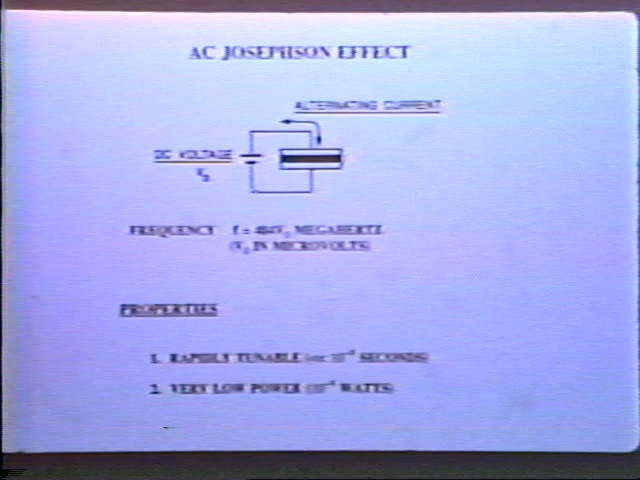 AC JOSEPHSON EFFECT
ALTERNATING CURRENT
DC VOLTAGE
FREQUENCY f = 484V MEGAHERTZ
(V IN MICROVOLTS)
PROPERTIES
1. RAPIDLY TUNABLE SECONDS)
2. VERY LOW POWER WATTS)